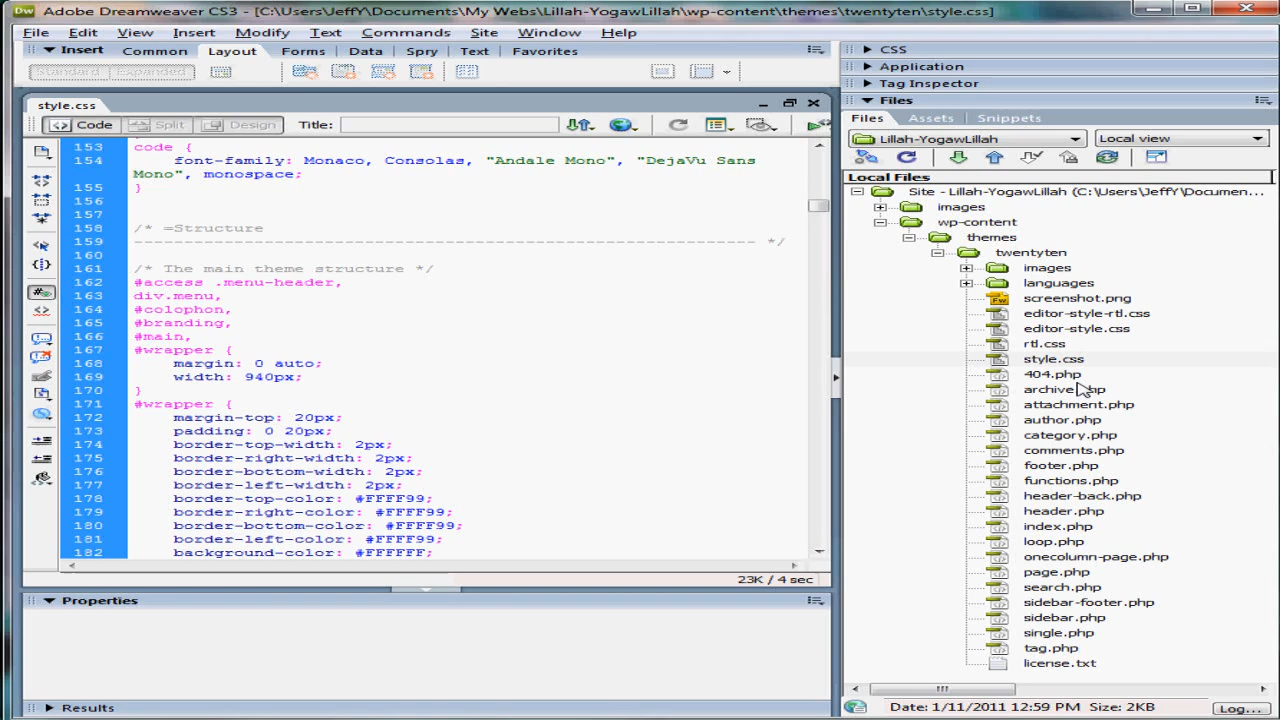 Dw Adobe Dreamweaver CS3 - [C:\Users\JeffY\Documents\My Webs\Lillah-YogawLillah\wp-content\themes\twentyten\style.css]
File Edit View Insert Modify Text Commands Site Window Help
Insert Common Layout Forms Data Spry Text Favorites
Standard Expanded
style.css
Code Split Design Title:
153 code {
154 font-family: Monaco, Consolas, "Andale Mono", "DejaVu Sans
Mono", monospace;
155 }
156
157
158 /* =Structure
159 -------------------------------------------------------------- */
160
161 /* The main theme structure */
162 #access .menu-header,
163 div.menu,
164 #colophon,
165 #branding,
166 #main,
167 #wrapper {
168 margin: 0 auto;
169 width: 940px;
170 }
171 #wrapper {
172 margin-top: 20px;
173 padding: 0 20px;
174 border-top-width: 2px;
175 border-right-width: 2px;
176 border-bottom-width: 2px;
177 border-left-width: 2px;
178 border-top-color: #FFFF99;
179 border-right-color: #FFFF99;
180 border-bottom-color: #FFFF99;
181 border-left-color: #FFFF99;
182 background-color: #FFFFFF;
23K / 4 sec
Properties
Results
CSS
Application
Tag Inspector
Files
Files Assets Snippets
Lillah-YogawLillah Local view
Local Files
Site - Lillah-YogawLillah (C:\Users\JeffY\Documen...
images
wp-content
themes
twentyten
images
languages
screenshot.png
editor-style-rtl.css
editor-style.css
rtl.css
style.css
404.php
archive.php
attachment.php
author.php
category.php
comments.php
footer.php
functions.php
header-back.php
header.php
index.php
loop.php
onecolumn-page.php
page.php
search.php
sidebar-footer.php
sidebar.php
single.php
tag.php
license.txt
Date: 1/11/2011 12:59 PM Size: 2KB Log...